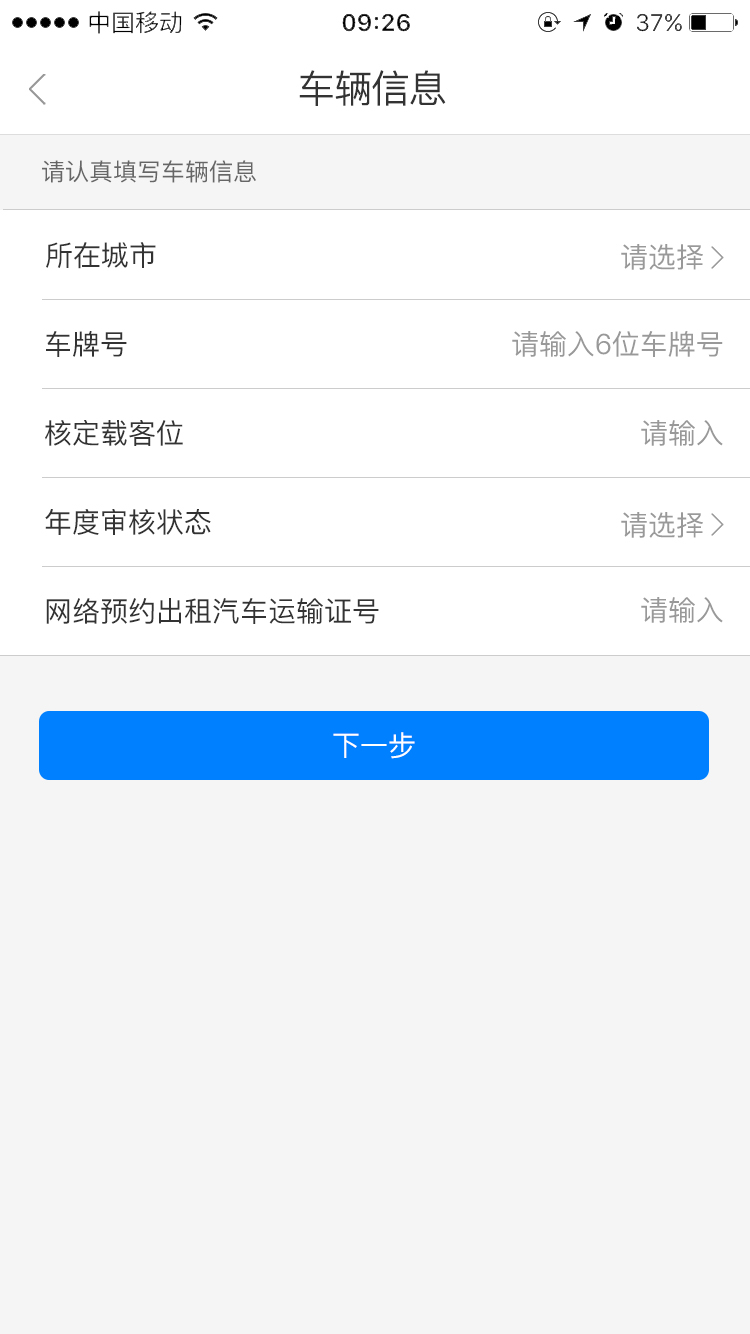 中国移动 09:26 37%
车辆信息
请认真填写车辆信息
所在城市 请选择
车牌号 请输入6位车牌号
核定载客位 请输入
年度审核状态 请选择
网络预约出租汽车运输证号 请输入
下一步